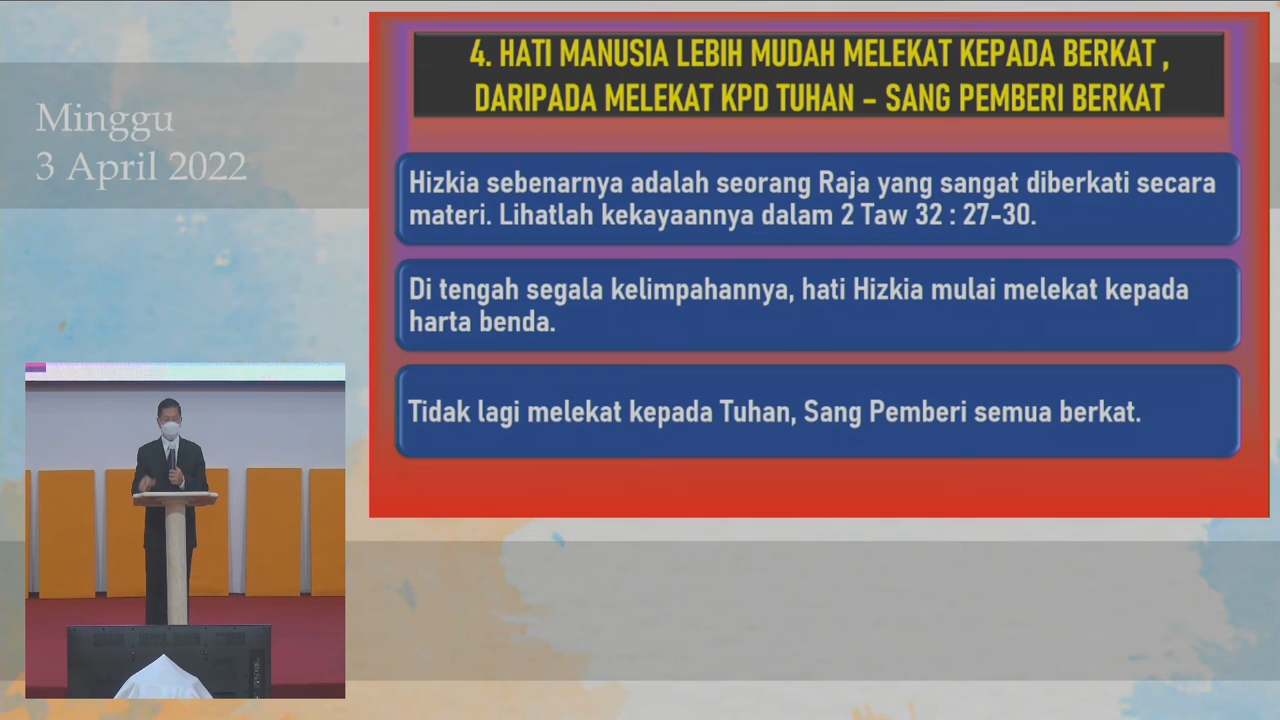 Minggu
3 April 2022
4. HATI MANUSIA LEBIH MUDAH MELEKAT KEPADA BERKAT ,
DARIPADA MELEKAT KPD TUHAN – SANG PEMBERI BERKAT
Hizkia sebenarnya adalah seorang Raja yang sangat diberkati secara
materi. Lihatlah kekayaannya dalam 2 Taw 32 : 27-30.
Di tengah segala kelimpahannya, hati Hizkia mulai melekat kepada
harta benda.
Tidak lagi melekat kepada Tuhan, Sang Pemberi semua berkat.